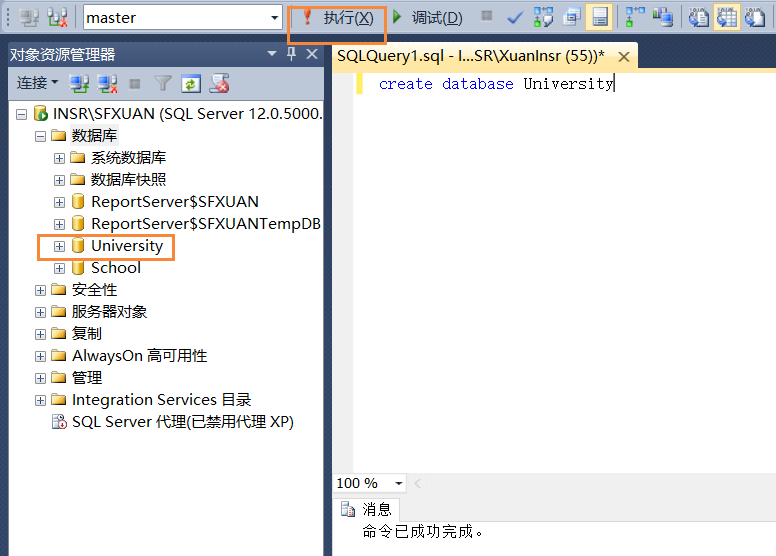 master
执行(X)
调试(D)
对象资源管理器
连接
INSR\SFXUAN (SQL Server 12.0.5000.
数据库
系统数据库
数据库快照
ReportServer$SFXUAN
ReportServer$SFXUANTempDB
University
School
安全性
服务器对象
复制
AlwaysOn 高可用性
管理
Integration Services 目录
SQL Server 代理(已禁用代理 XP)
SQLQuery1.sql - I...SR\XuanInsr (55))*
create database University
100 %
消息
命令已成功完成。